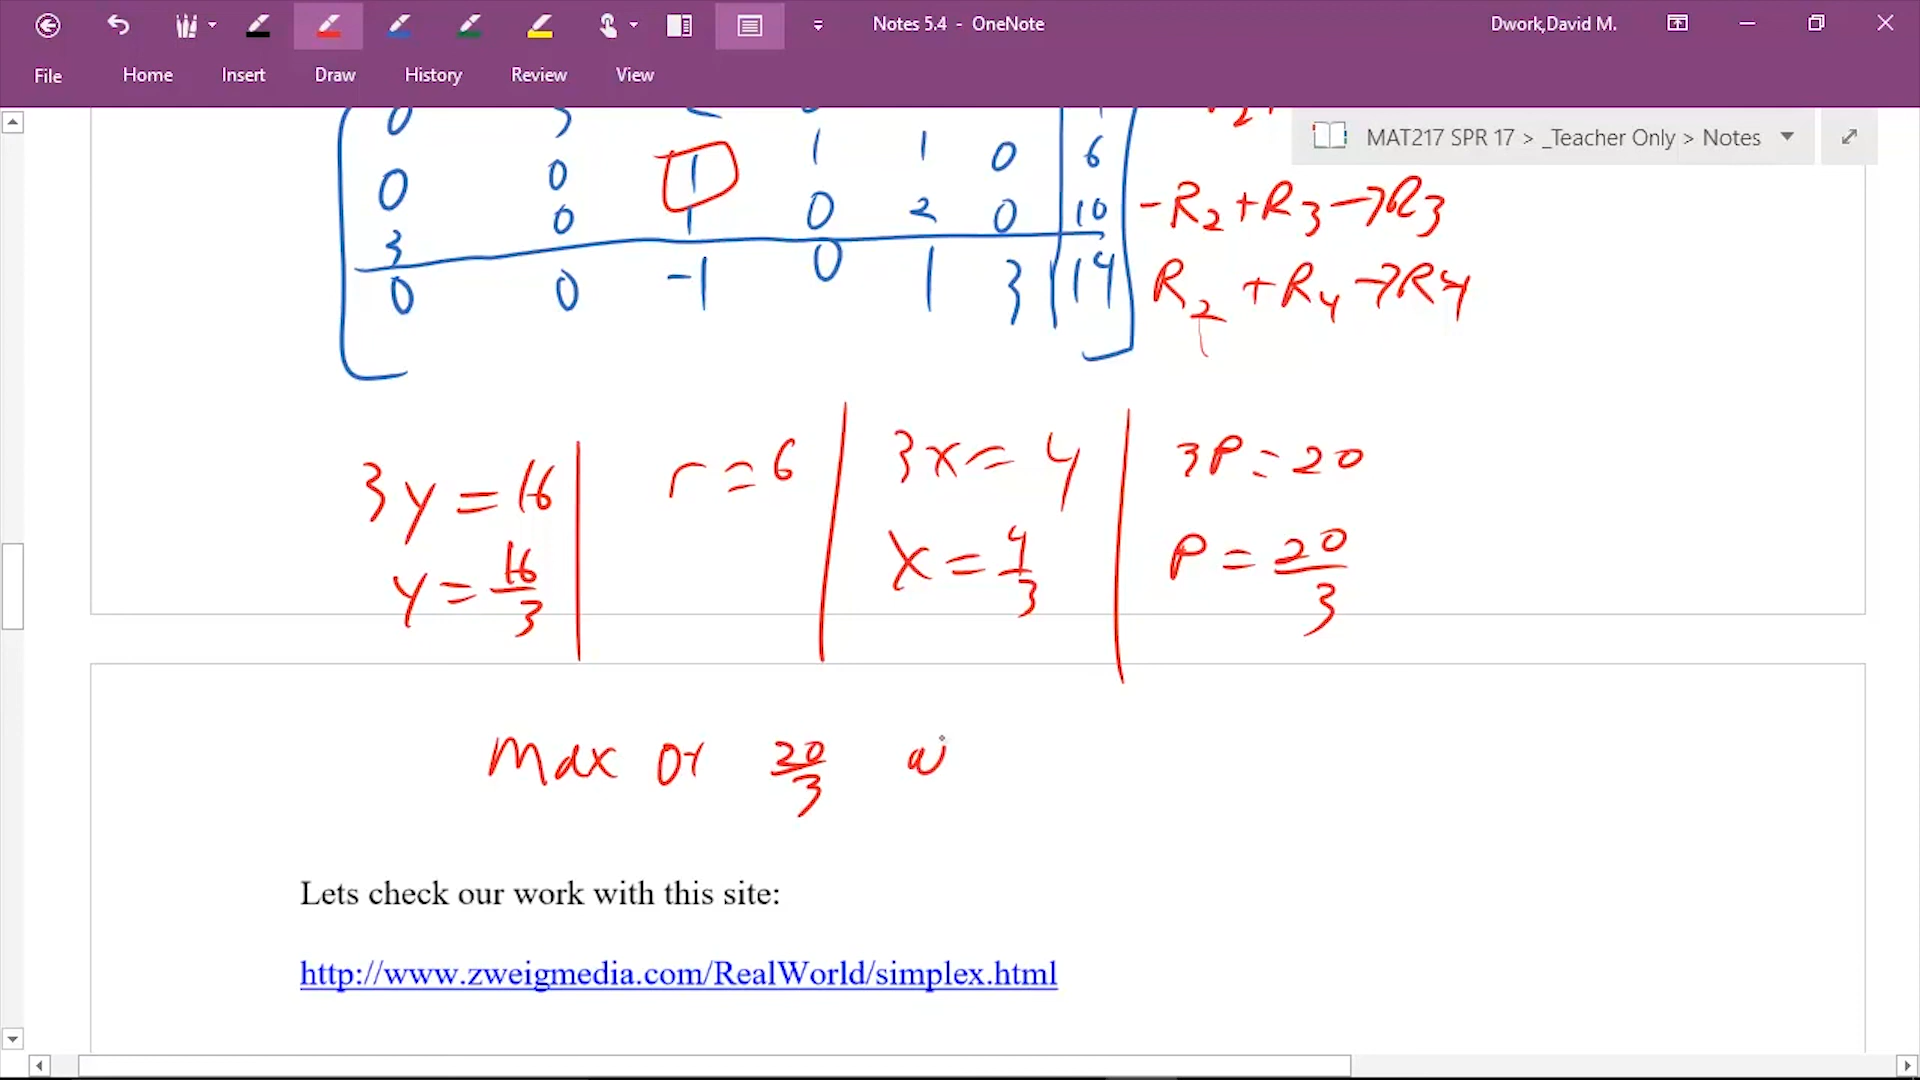 Notes 5.4 - OneNote
Dwork,David M.
File Home Insert Draw History Review View
MAT217 SPR 17 > _Teacher Only > Notes
0 0 1 1 1 0 6
3 0 1 0 2 0 10 -R2 + R3 → R3
0 0 -1 0 1 3 14 R2 + R4 → R4
3y = 16 r = 6 3x = 4 3P = 20
y = 16/3 x = 4/3 P = 20/3
Max of 20/3
Lets check our work with this site:
http://www.zweigmedia.com/RealWorld/simplex.html